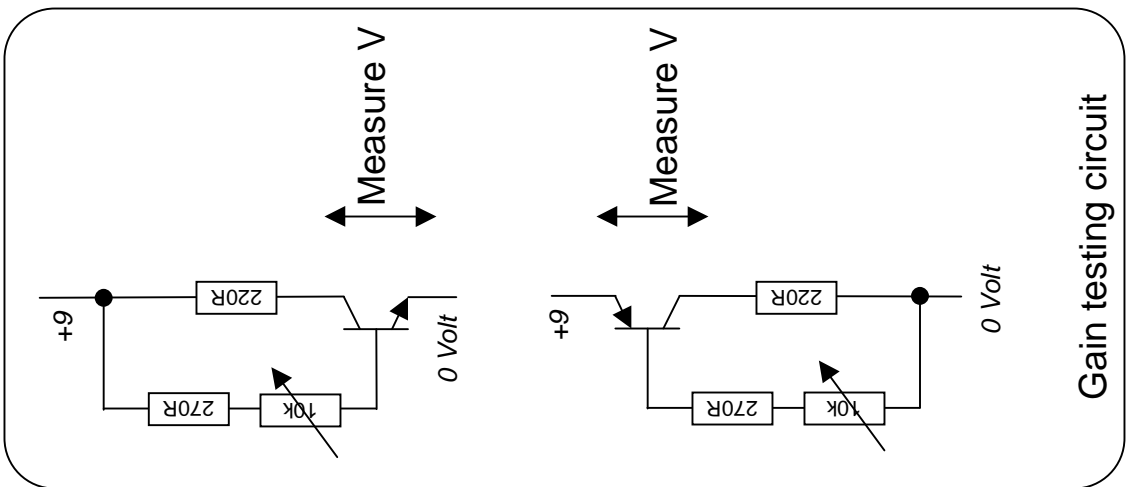 Gain testing circuit
Measure V
Measure V
+9
220R
270R
10k
0 Volt
+9
220R
270R
10k
0 Volt